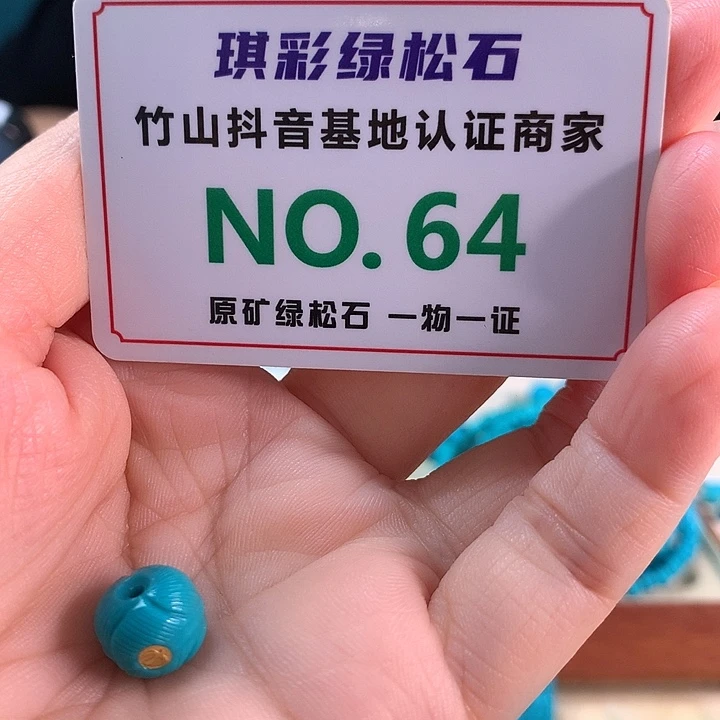 琪彩绿松石
竹山抖音基地认证商家
NO.64
原矿绿松石 一物一证